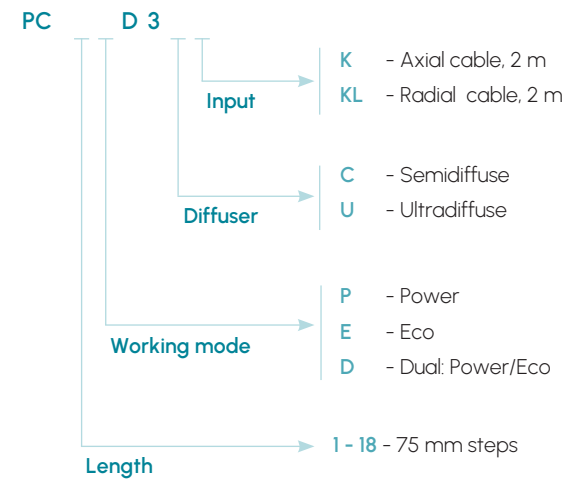 PC D 3
K - Axial cable, 2 m
KL - Radial cable, 2 m
Input
C - Semidiffuse
U - Ultradiffuse
Diffuser
P - Power
E - Eco
D - Dual: Power/Eco
Working mode
1 - 18 - 75 mm steps
Length